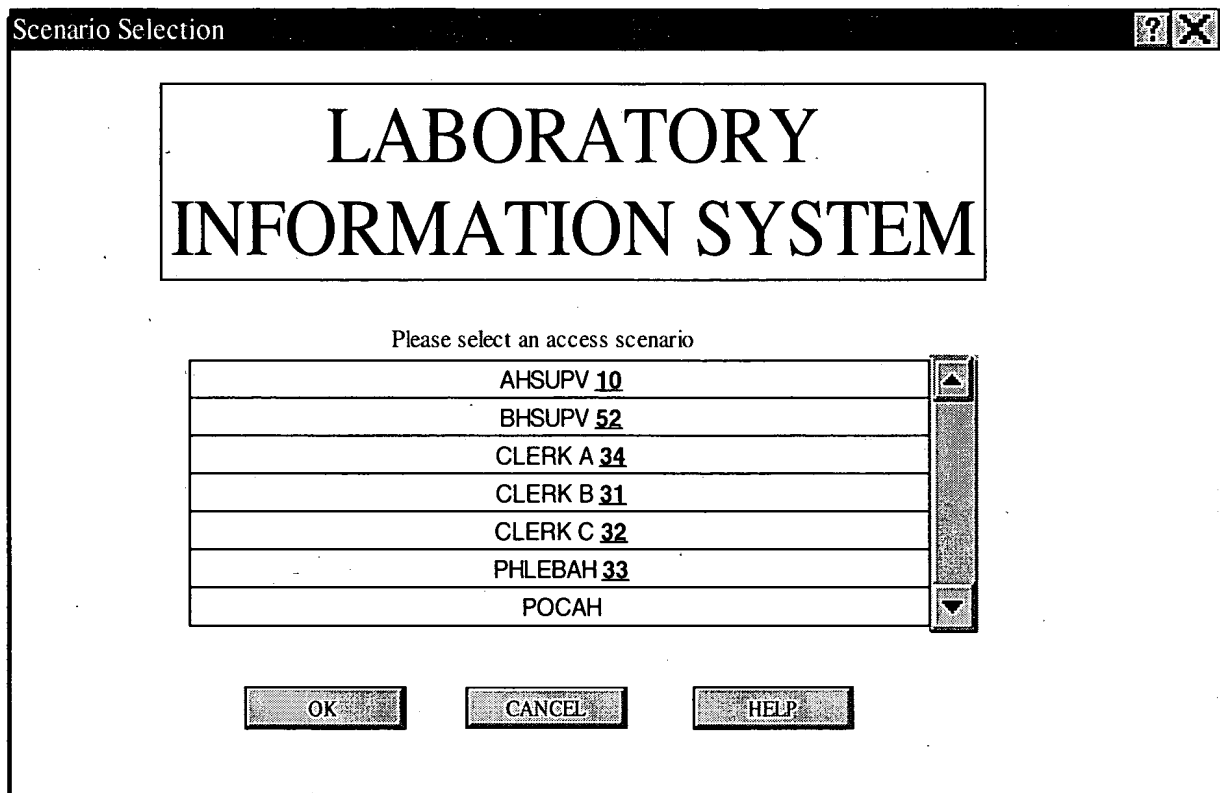 Scenario Selection ?
LABORATORY
INFORMATION SYSTEM
Please select an access scenario
AHSUPV 10
BHSUPV 52
CLERK A 34
CLERK B 31
CLERK C 32
PHLEBAH 33
POCAH
OK CANCEL HELP